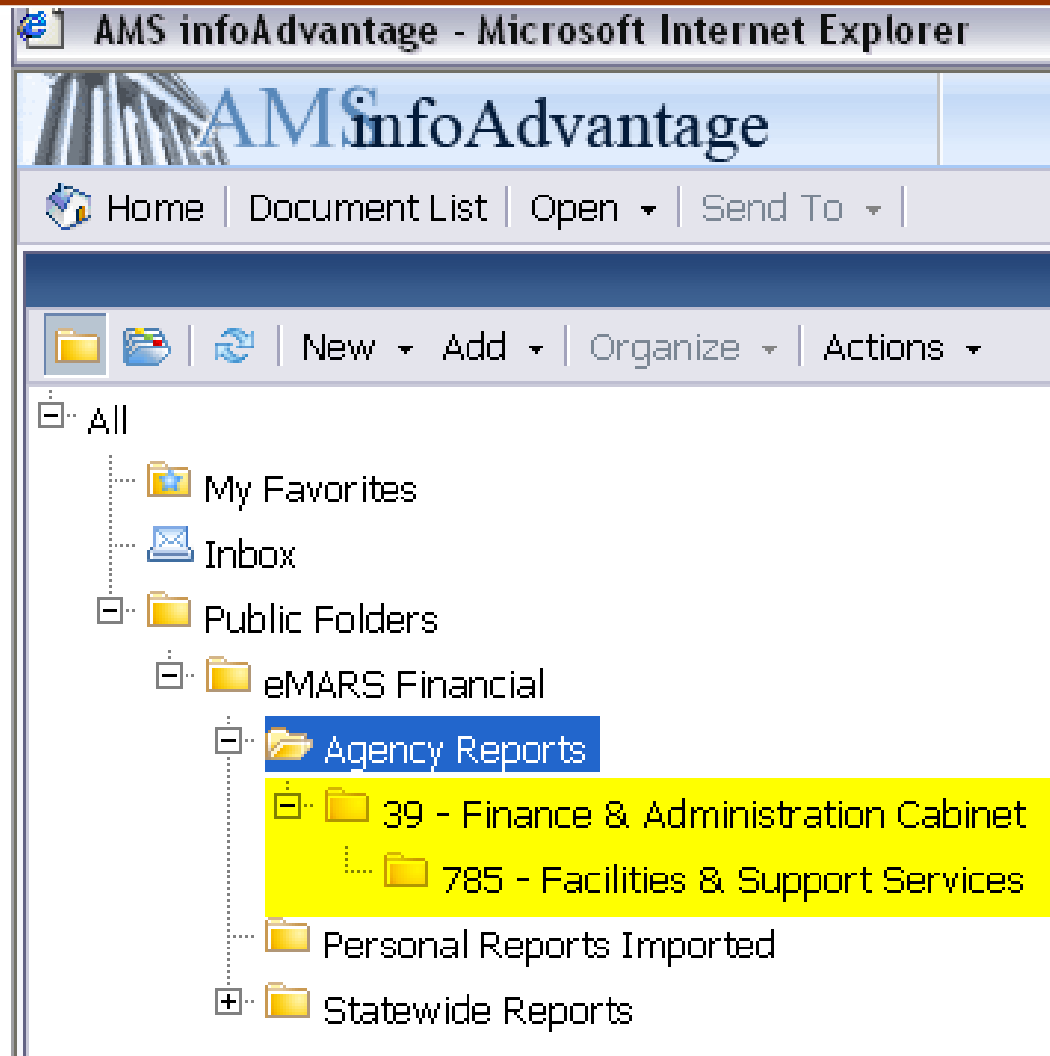 AMS infoAdvantage - Microsoft Internet Explorer
AMS infoAdvantage
Home | Document List | Open | Send To |
New Add | Organize | Actions
All
My Favorites
Inbox
Public Folders
eMARS Financial
Agency Reports
39 - Finance & Administration Cabinet
785 - Facilities & Support Services
Personal Reports Imported
Statewide Reports